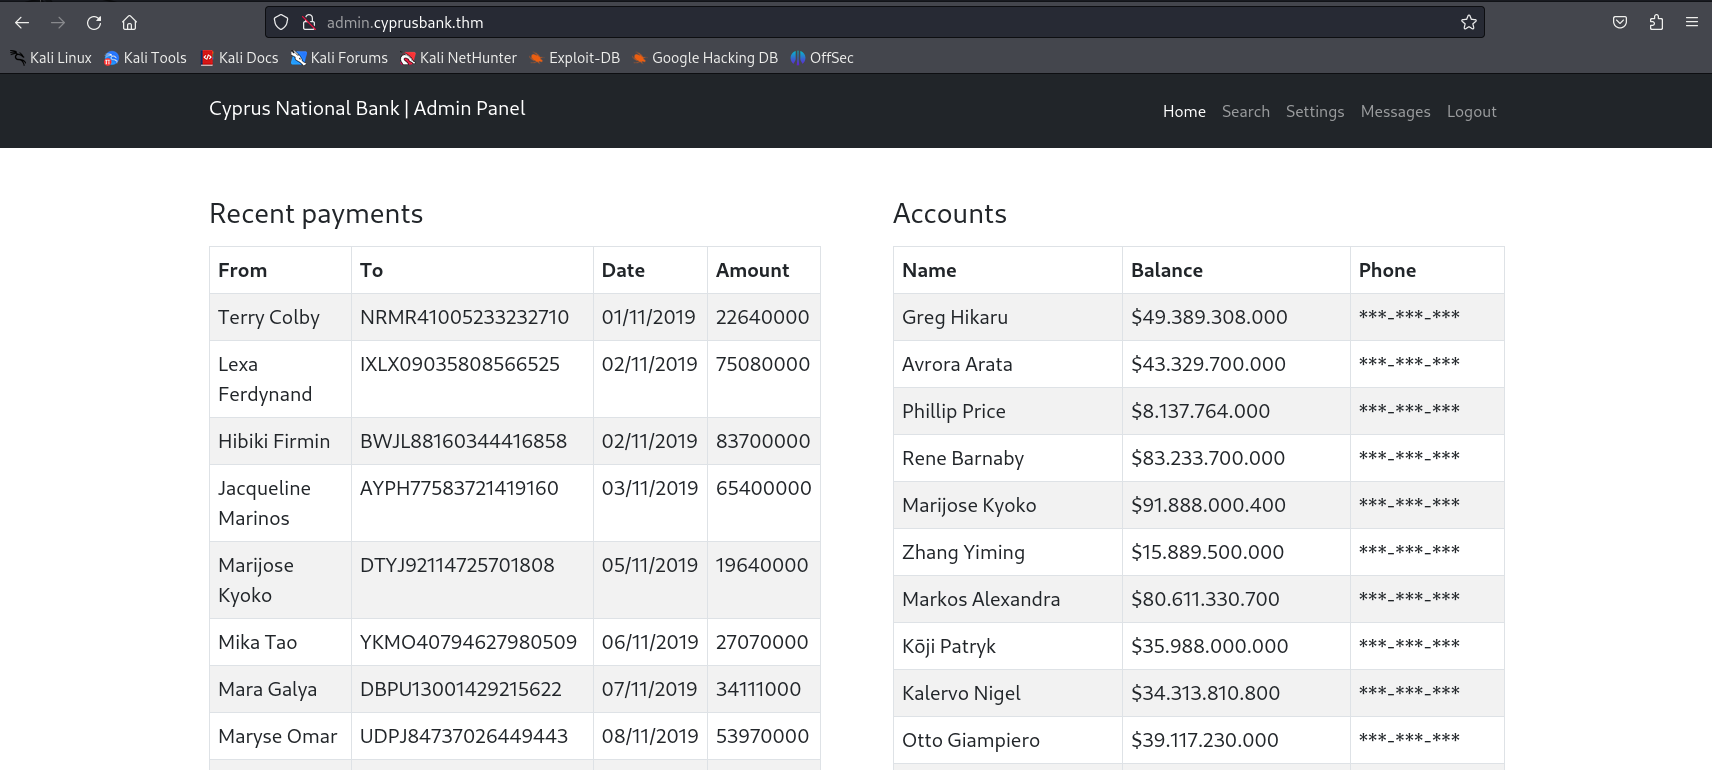 admin.cyprusbank.thm
Kali Linux Kali Tools Kali Docs Kali Forums Kali NetHunter Exploit-DB Google Hacking DB OffSec
Cyprus National Bank | Admin Panel
Home Search Settings Messages Logout
Recent payments
From To Date Amount
Terry Colby NRMR41005233232710 01/11/2019 22640000
Lexa IXLX09035808566525 02/11/2019 75080000
Ferdynand
Hibiki Firmin BWJL88160344416858 02/11/2019 83700000
Jacqueline AYPH77583721419160 03/11/2019 65400000
Marinos
Marijose DTYJ92114725701808 05/11/2019 19640000
Kyoko
Mika Tao YKMO40794627980509 06/11/2019 27070000
Mara Galya DBPU13001429215622 07/11/2019 34111000
Maryse Omar UDPJ84737026449443 08/11/2019 53970000
Accounts
Name Balance Phone
Greg Hikaru $49.389.308.000 ***-***-***
Avrora Arata $43.329.700.000 ***-***-***
Phillip Price $8.137.764.000 ***-***-***
Rene Barnaby $83.233.700.000 ***-***-***
Marijose Kyoko $91.888.000.400 ***-***-***
Zhang Yiming $15.889.500.000 ***-***-***
Markos Alexandra $80.611.330.700 ***-***-***
Kōji Patryk $35.988.000.000 ***-***-***
Kalervo Nigel $34.313.810.800 ***-***-***
Otto Giampiero $39.117.230.000 ***-***-***